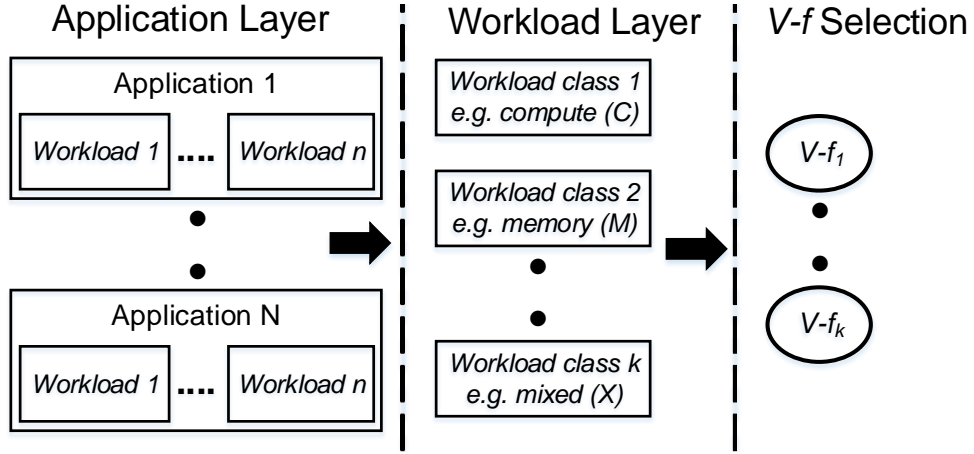 Application Layer
Application 1
Workload 1 .... Workload n
Application N
Workload 1 .... Workload n
Workload Layer
Workload class 1
e.g. compute (C)
Workload class 2
e.g. memory (M)
Workload class k
e.g. mixed (X)
V-f Selection
V-f1
V-fk